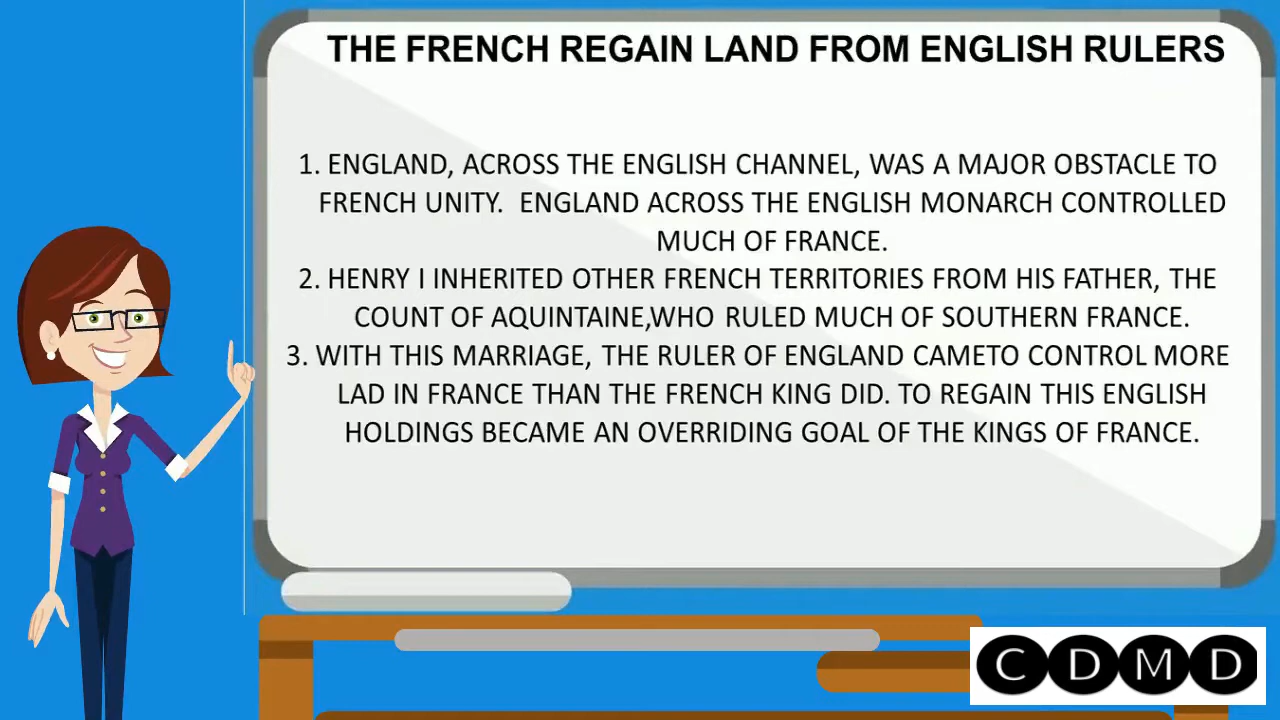 THE FRENCH REGAIN LAND FROM ENGLISH RULERS
1. ENGLAND, ACROSS THE ENGLISH CHANNEL, WAS A MAJOR OBSTACLE TO
FRENCH UNITY. ENGLAND ACROSS THE ENGLISH MONARCH CONTROLLED
MUCH OF FRANCE.
2. HENRY I INHERITED OTHER FRENCH TERRITORIES FROM HIS FATHER, THE
COUNT OF AQUINTAINE,WHO RULED MUCH OF SOUTHERN FRANCE.
3. WITH THIS MARRIAGE, THE RULER OF ENGLAND CAMETO CONTROL MORE
LAD IN FRANCE THAN THE FRENCH KING DID. TO REGAIN THIS ENGLISH
HOLDINGS BECAME AN OVERRIDING GOAL OF THE KINGS OF FRANCE.
CDMD